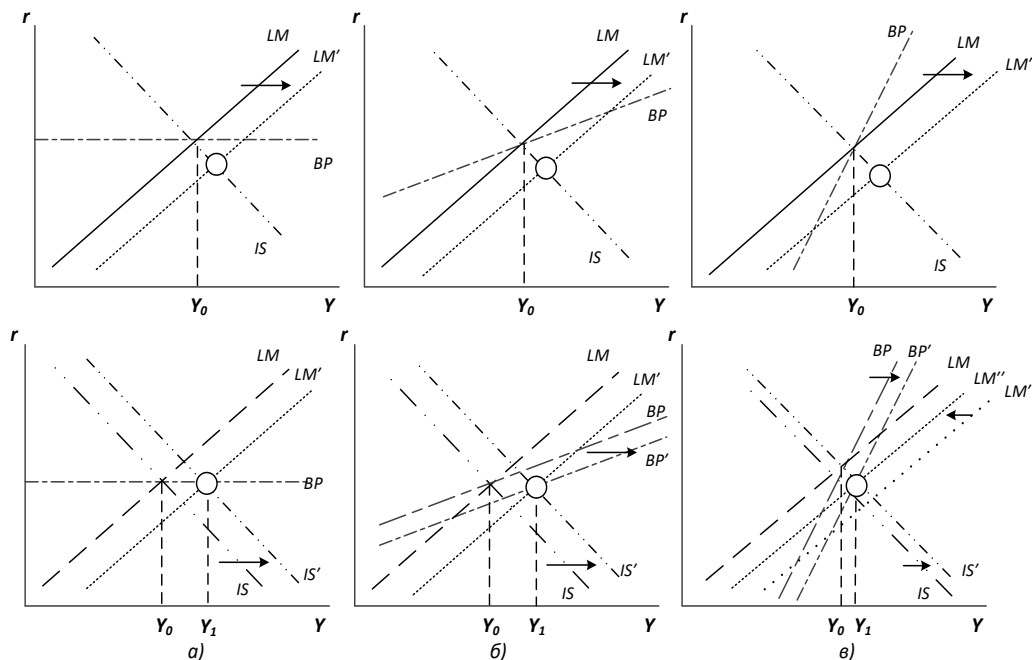 r
LM
LM’
BP
IS
Y0
Y
LM
LM’
BP
IS
Y0
Y
r
BP
LM
LM’
IS
Y0
Y
r
LM
LM’
BP
IS’
IS
Y0
Y1
Y
а)
r
LM
LM’
BP
BP’
IS’
IS
Y0
Y1
Y
б)
r
BP
BP’
LM
LM’’
LM’
IS’
IS
Y0
Y1
Y
в)
r